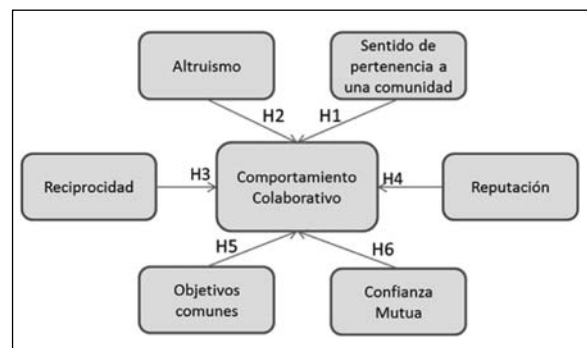 Altruismo
Sentido de
pertenencia a
una comunidad
H2
H1
Reciprocidad
H3
Comportamiento
Colaborativo
H4
Reputación
H5
H6
Objetivos
comunes
Confianza
Mutua